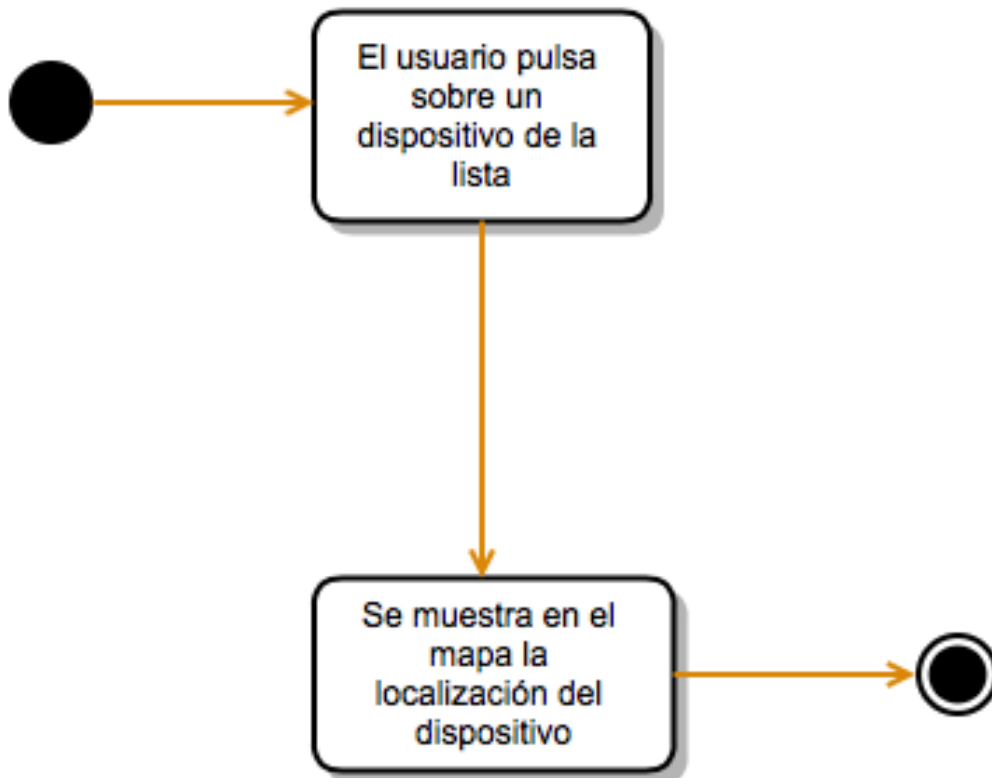 El usuario pulsa
sobre un
dispositivo de la
lista
Se muestra en el
mapa la
localización del
dispositivo